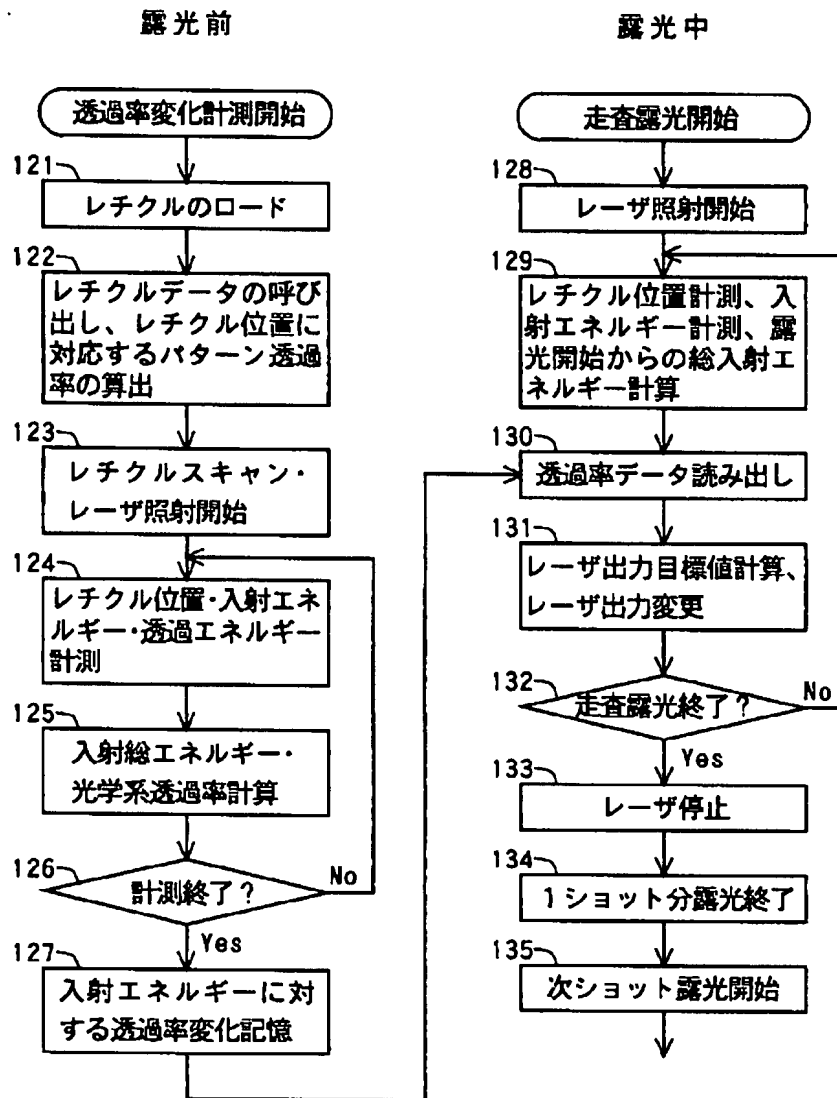 露光前
透過率変化計測開始
121
レチクルのロード
122
レチクルデータの呼び
出し、レチクル位置に
対応するパターン透過
率の算出
123
レチクルスキャン・
レーザ照射開始
124
レチクル位置・入射エネ
ルギー・透過エネルギー
計測
125
入射総エネルギー・
光学系透過率計算
126
計測終了？
No
Yes
127
入射エネルギーに対
する透過率変化記憶
露光中
走査露光開始
128
レーザ照射開始
129
レチクル位置計測、入
射エネルギー計測、露
光開始からの総入射エ
ネルギー計算
130
透過率データ読み出し
131
レーザ出力目標値計算、
レーザ出力変更
132
走査露光終了？
No
Yes
133
レーザ停止
134
1ショット分露光終了
135
次ショット露光開始